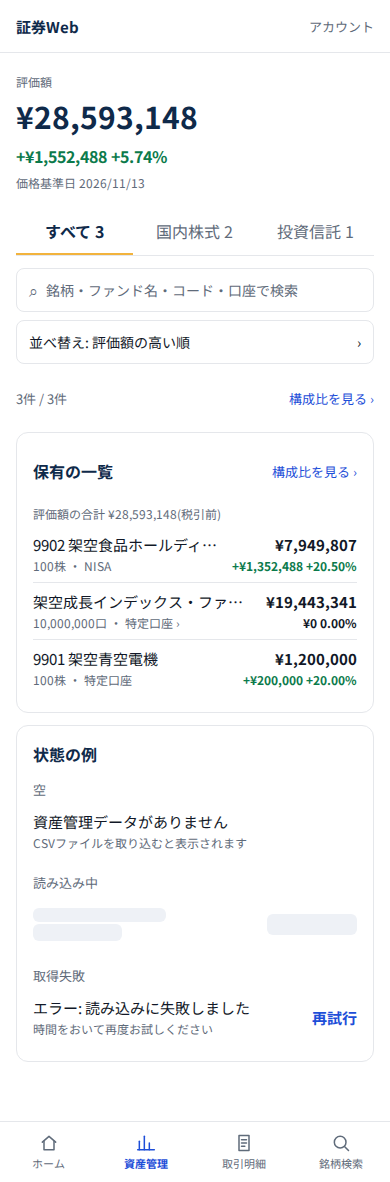 証券Web アカウント
評価額
¥28,593,148
+¥1,552,488 +5.74%
価格基準日 2026/11/13
すべて 3 国内株式 2 投資信託 1
銘柄・ファンド名・コード・口座で検索
並べ替え: 評価額の高い順 ›
3件 / 3件 構成比を見る ›
保有の一覧 構成比を見る ›
評価額の合計 ¥28,593,148(税引前)
9902 架空食品ホールディ… ¥7,949,807
100株 ・ NISA +¥1,352,488 +20.50%
架空成長インデックス・ファ… ¥19,443,341
10,000,000口 ・ 特定口座 › ¥0 0.00%
9901 架空青空電機 ¥1,200,000
100株 ・ 特定口座 +¥200,000 +20.00%
状態の例
空
資産管理データがありません
CSVファイルを取り込むと表示されます
読み込み中
取得失敗
エラー: 読み込みに失敗しました 再試行
時間をおいて再度お試しください
ホーム 資産管理 取引明細 銘柄検索